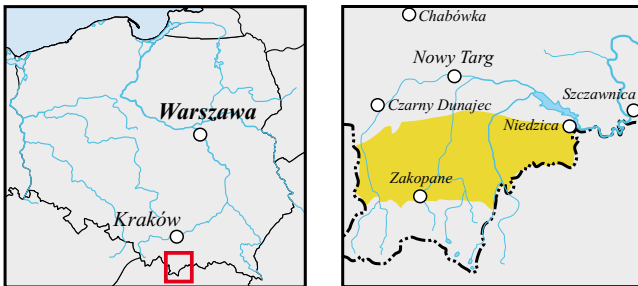 Warszawa
Kraków
Chabówka
Nowy Targ
Szczawnica
Czarny Dunajec
Niedzica
Zakopane